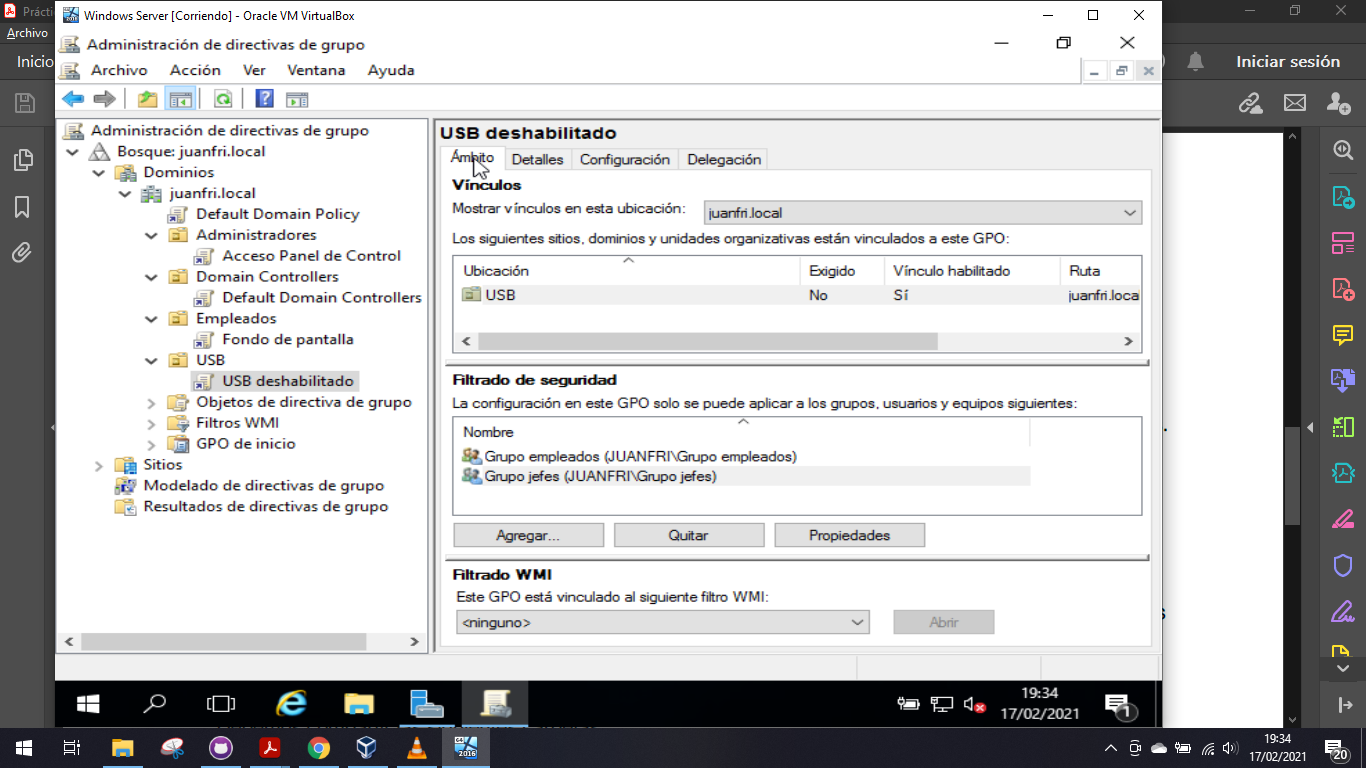 Práctic
Windows Server [Corriendo] - Oracle VM VirtualBox
Archivo
Inicio
Iniciar sesión
Administración de directivas de grupo
Archivo Acción Ver Ventana Ayuda
Administración de directivas de grupo
Bosque: juanfri.local
Dominios
juanfri.local
Default Domain Policy
Administradores
Acceso Panel de Control
Domain Controllers
Default Domain Controllers
Empleados
Fondo de pantalla
USB
USB deshabilitado
Objetos de directiva de grupo
Filtros WMI
GPO de inicio
Sitios
Modelado de directivas de grupo
Resultados de directivas de grupo
USB deshabilitado
Ámbito Detalles Configuración Delegación
Vínculos
Mostrar vínculos en esta ubicación: juanfri.local
Los siguientes sitios, dominios y unidades organizativas están vinculados a este GPO:
Ubicación Exigido Vínculo habilitado Ruta
USB No Sí juanfri.loca
Filtrado de seguridad
La configuración en este GPO solo se puede aplicar a los grupos, usuarios y equipos siguientes:
Nombre
Grupo empleados (JUANFRI\Grupo empleados)
Grupo jefes (JUANFRI\Grupo jefes)
Agregar... Quitar Propiedades
Filtrado WMI
Este GPO está vinculado al siguiente filtro WMI:
<ninguno> Abrir
19:34
17/02/2021
1
2016
19:34
17/02/2021
20